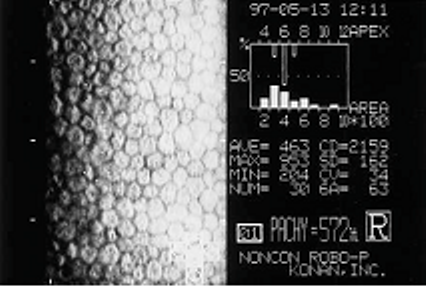 97-05-13 12:11
4 6 8 10 12APEX
%
50
AREA
2 4 6 8 10*100
AVE= 463 CD=2159
MAX= 953 SD= 162
MIN= 204 CV= 34
NUM= 30 6A= 63
001 PACHY=572 R
NONCON ROBO-P
KONAN, INC.